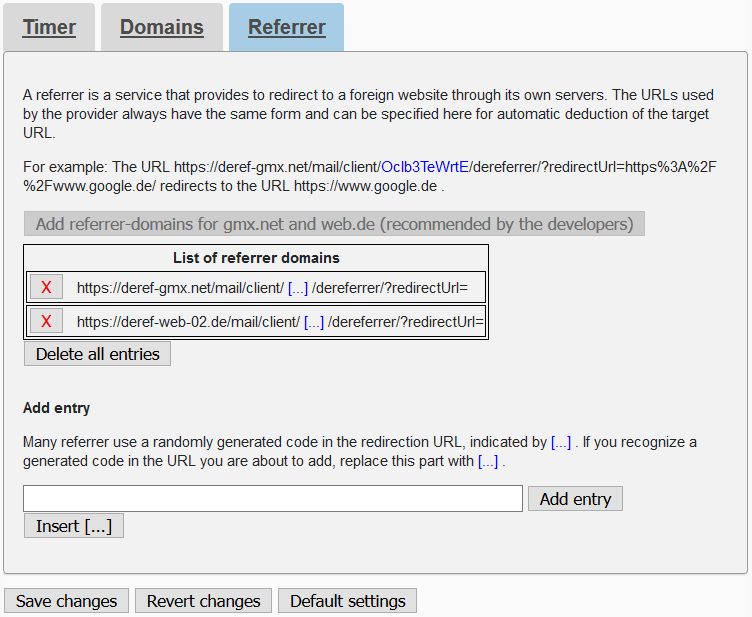 Timer Domains Referrer
A referrer is a service that provides to redirect to a foreign website through its own servers. The URLs used
by the provider always have the same form and can be specified here for automatic deduction of the target
URL.
For example: The URL https://deref-gmx.net/mail/client/Oclb3TeWrtE/dereferrer/?redirectUrl=https%3A%2F
%2Fwww.google.de/ redirects to the URL https://www.google.de .
Add referrer-domains for gmx.net and web.de (recommended by the developers)
List of referrer domains
X https://deref-gmx.net/mail/client/ [...] /dereferrer/?redirectUrl=
X https://deref-web-02.de/mail/client/ [...] /dereferrer/?redirectUrl=
Delete all entries
Add entry
Many referrer use a randomly generated code in the redirection URL, indicated by [...] . If you recognize a
generated code in the URL you are about to add, replace this part with [...] .
Add entry
Insert [...]
Save changes Revert changes Default settings